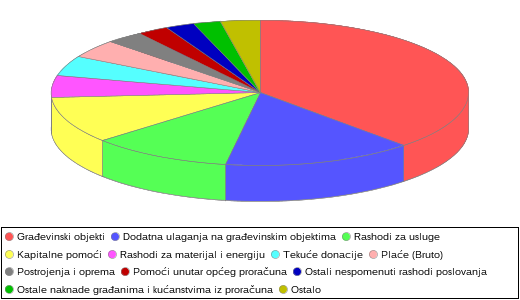 Građevinski objekti Dodatna ulaganja na građevinskim objektima Rashodi za usluge
Kapitalne pomoći Rashodi za materijal i energiju Tekuće donacije Plaće (Bruto)
Postrojenja i oprema Pomoći unutar općeg proračuna Ostali nespomenuti rashodi poslovanja
Ostale naknade građanima i kućanstvima iz proračuna Ostalo